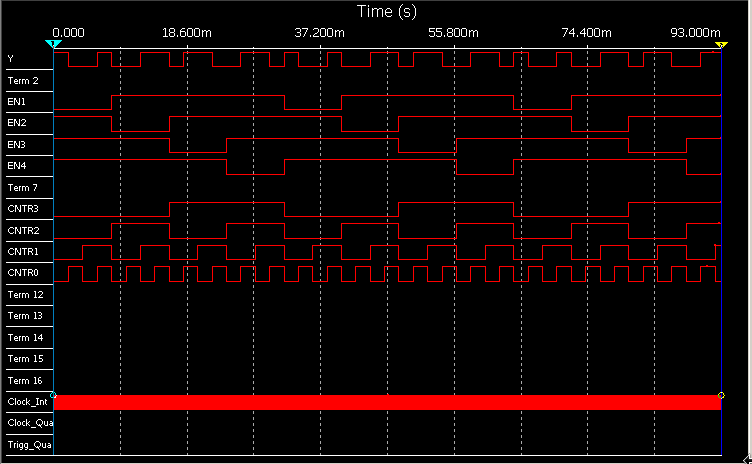 Time (s)
0.000 18.600m 37.200m 55.800m 74.400m 93.000m
Y
Term 2
EN1
EN2
EN3
EN4
Term 7
CNTR3
CNTR2
CNTR1
CNTR0
Term 12
Term 13
Term 14
Term 15
Term 16
Clock_Int
Clock_Qua
Trigg_Qua